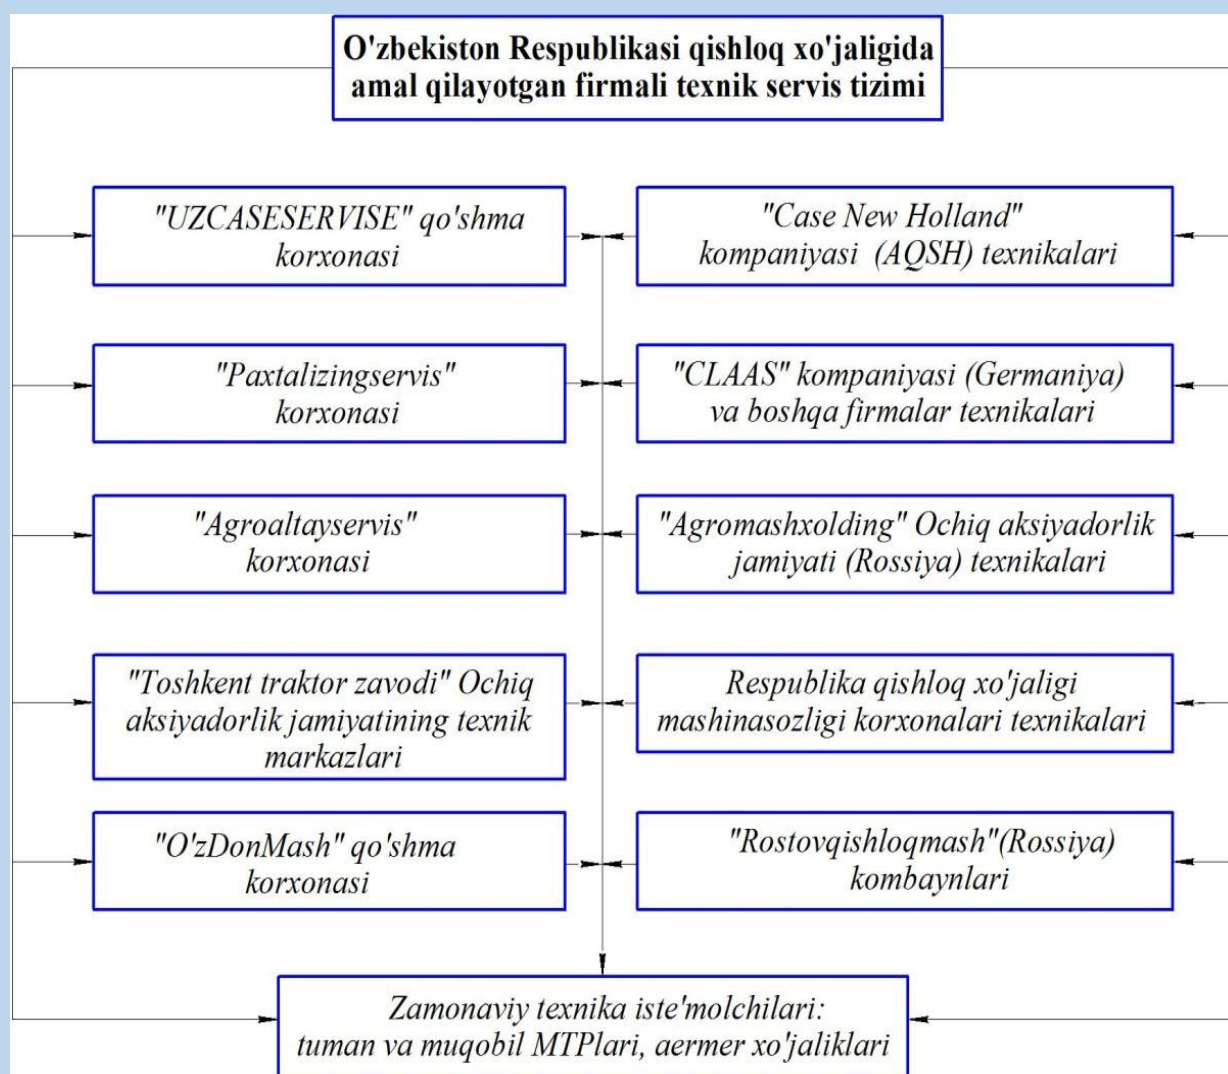 O'zbekiston Respublikasi qishloq xo'jaligida
amal qilayotgan firmali texnik servis tizimi
"UZCASESERVISE" qo'shma
korxonasi
"Case New Holland"
kompaniyasi (AQSH) texnikalari
"Paxtalizingservis"
korxonasi
"CLAAS" kompaniyasi (Germaniya)
va boshqa firmalar texnikalari
"Agroaltayservis"
korxonasi
"Agromashxolding" Ochiq aksiyadorlik
jamiyati (Rossiya) texnikalari
"Toshkent traktor zavodi" Ochiq
aksiyadorlik jamiyatining texnik
markazlari
Respublika qishloq xo'jaligi
mashinasozligi korxonalari texnikalari
"O'zDonMash" qo'shma
korxonasi
"Rostovqishloqmash"(Rossiya)
kombaynlari
Zamonaviy texnika iste'molchilari:
tuman va muqobil MTPlari, aermer xo'jaliklari